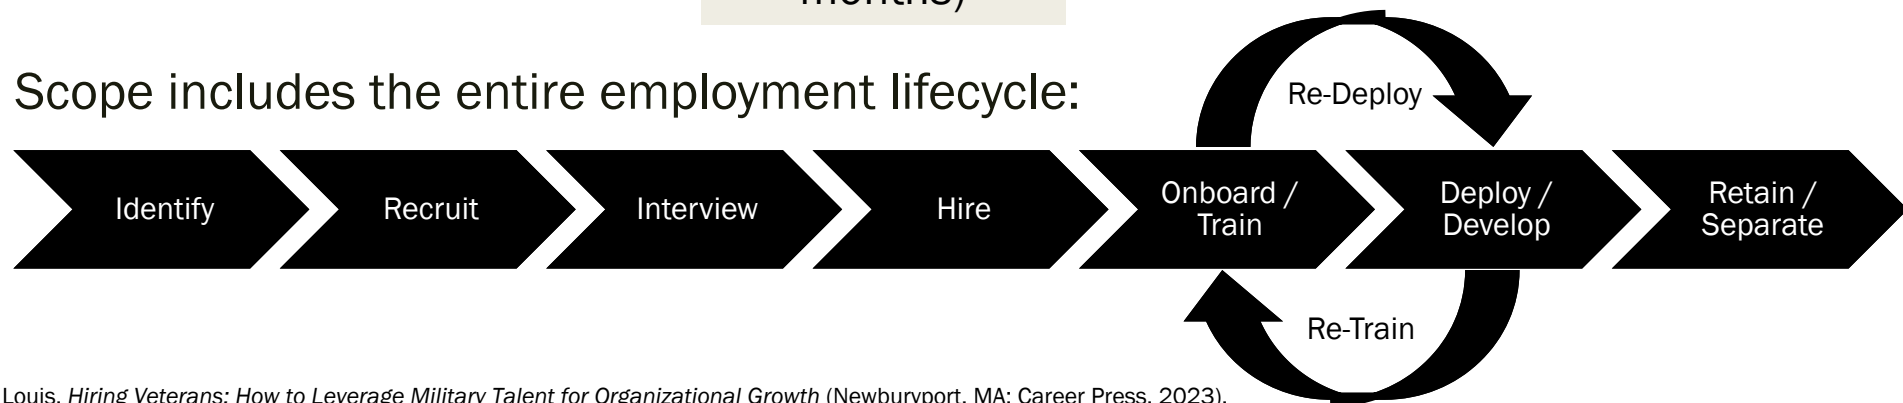 months)
Scope includes the entire employment lifecycle:
Re-Deploy
Identify
Recruit
Interview
Hire
Onboard /
Train
Deploy /
Develop
Retain /
Separate
Re-Train
Louis. Hiring Veterans: How to Leverage Military Talent for Organizational Growth (Newburyport, MA: Career Press, 2023).